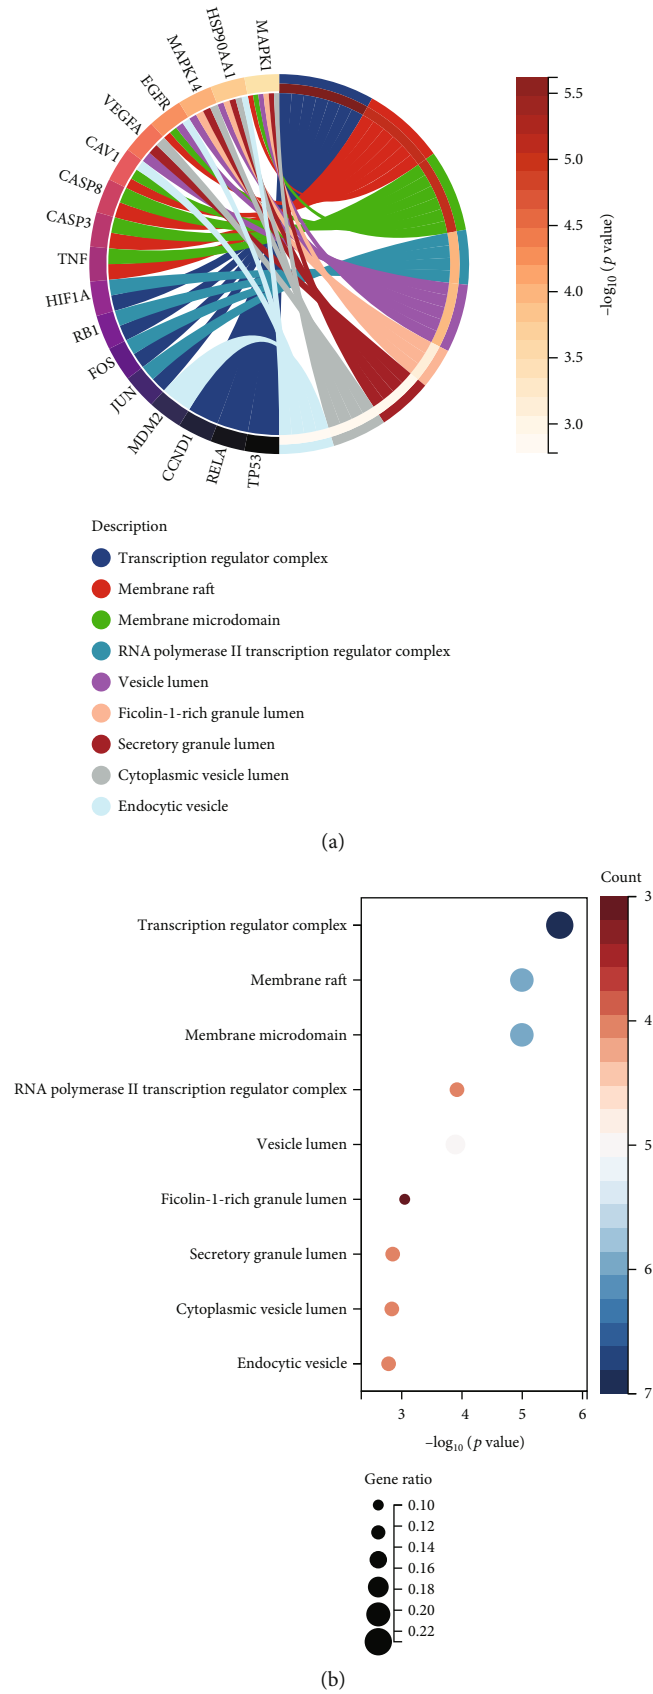 MAPK1
HSP90AA1
MAPK14
EGFR
VEGFA
CAV1
CASP8
CASP3
TNF
HIF1A
RB1
FOS
JUN
MDM2
CCND1
RELA
TP53
5.5
5.0
4.5
4.0
3.5
3.0
–log10 (p value)
Description
Transcription regulator complex
Membrane raft
Membrane microdomain
RNA polymerase II transcription regulator complex
Vesicle lumen
Ficolin-1-rich granule lumen
Secretory granule lumen
Cytoplasmic vesicle lumen
Endocytic vesicle
(a)
Count
3
4
5
6
7
Transcription regulator complex
Membrane raft
Membrane microdomain
RNA polymerase II transcription regulator complex
Vesicle lumen
Ficolin-1-rich granule lumen
Secretory granule lumen
Cytoplasmic vesicle lumen
Endocytic vesicle
3 4 5 6
–log10 (p value)
Gene ratio
0.10
0.12
0.14
0.16
0.18
0.20
0.22
(b)